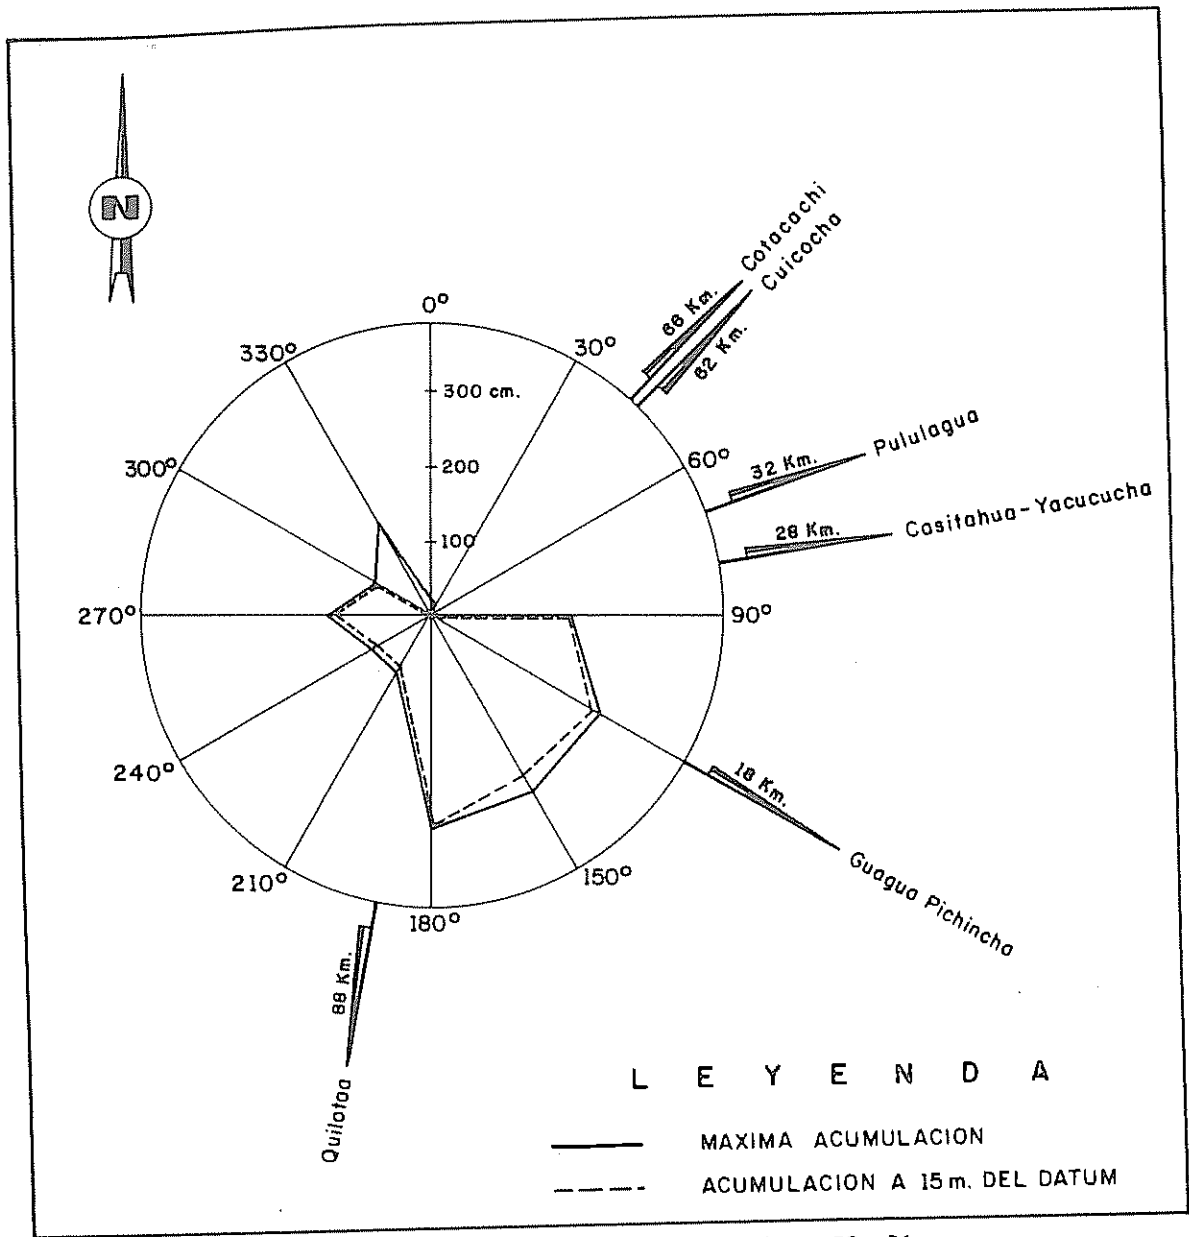 N
0°
30°
60°
90°
150°
180°
210°
240°
270°
300°
330°
300 cm.
200
100
66 Km.
Cotacachi
62 Km.
Cuicocha
32 Km.
Pululagua
28 Km.
Casitahua-Yacucucha
18 Km.
Guagua Pichincha
88 Km.
Quilotoa
LEYENDA
MAXIMA ACUMULACION
ACUMULACION A 15 m. DEL DATUM